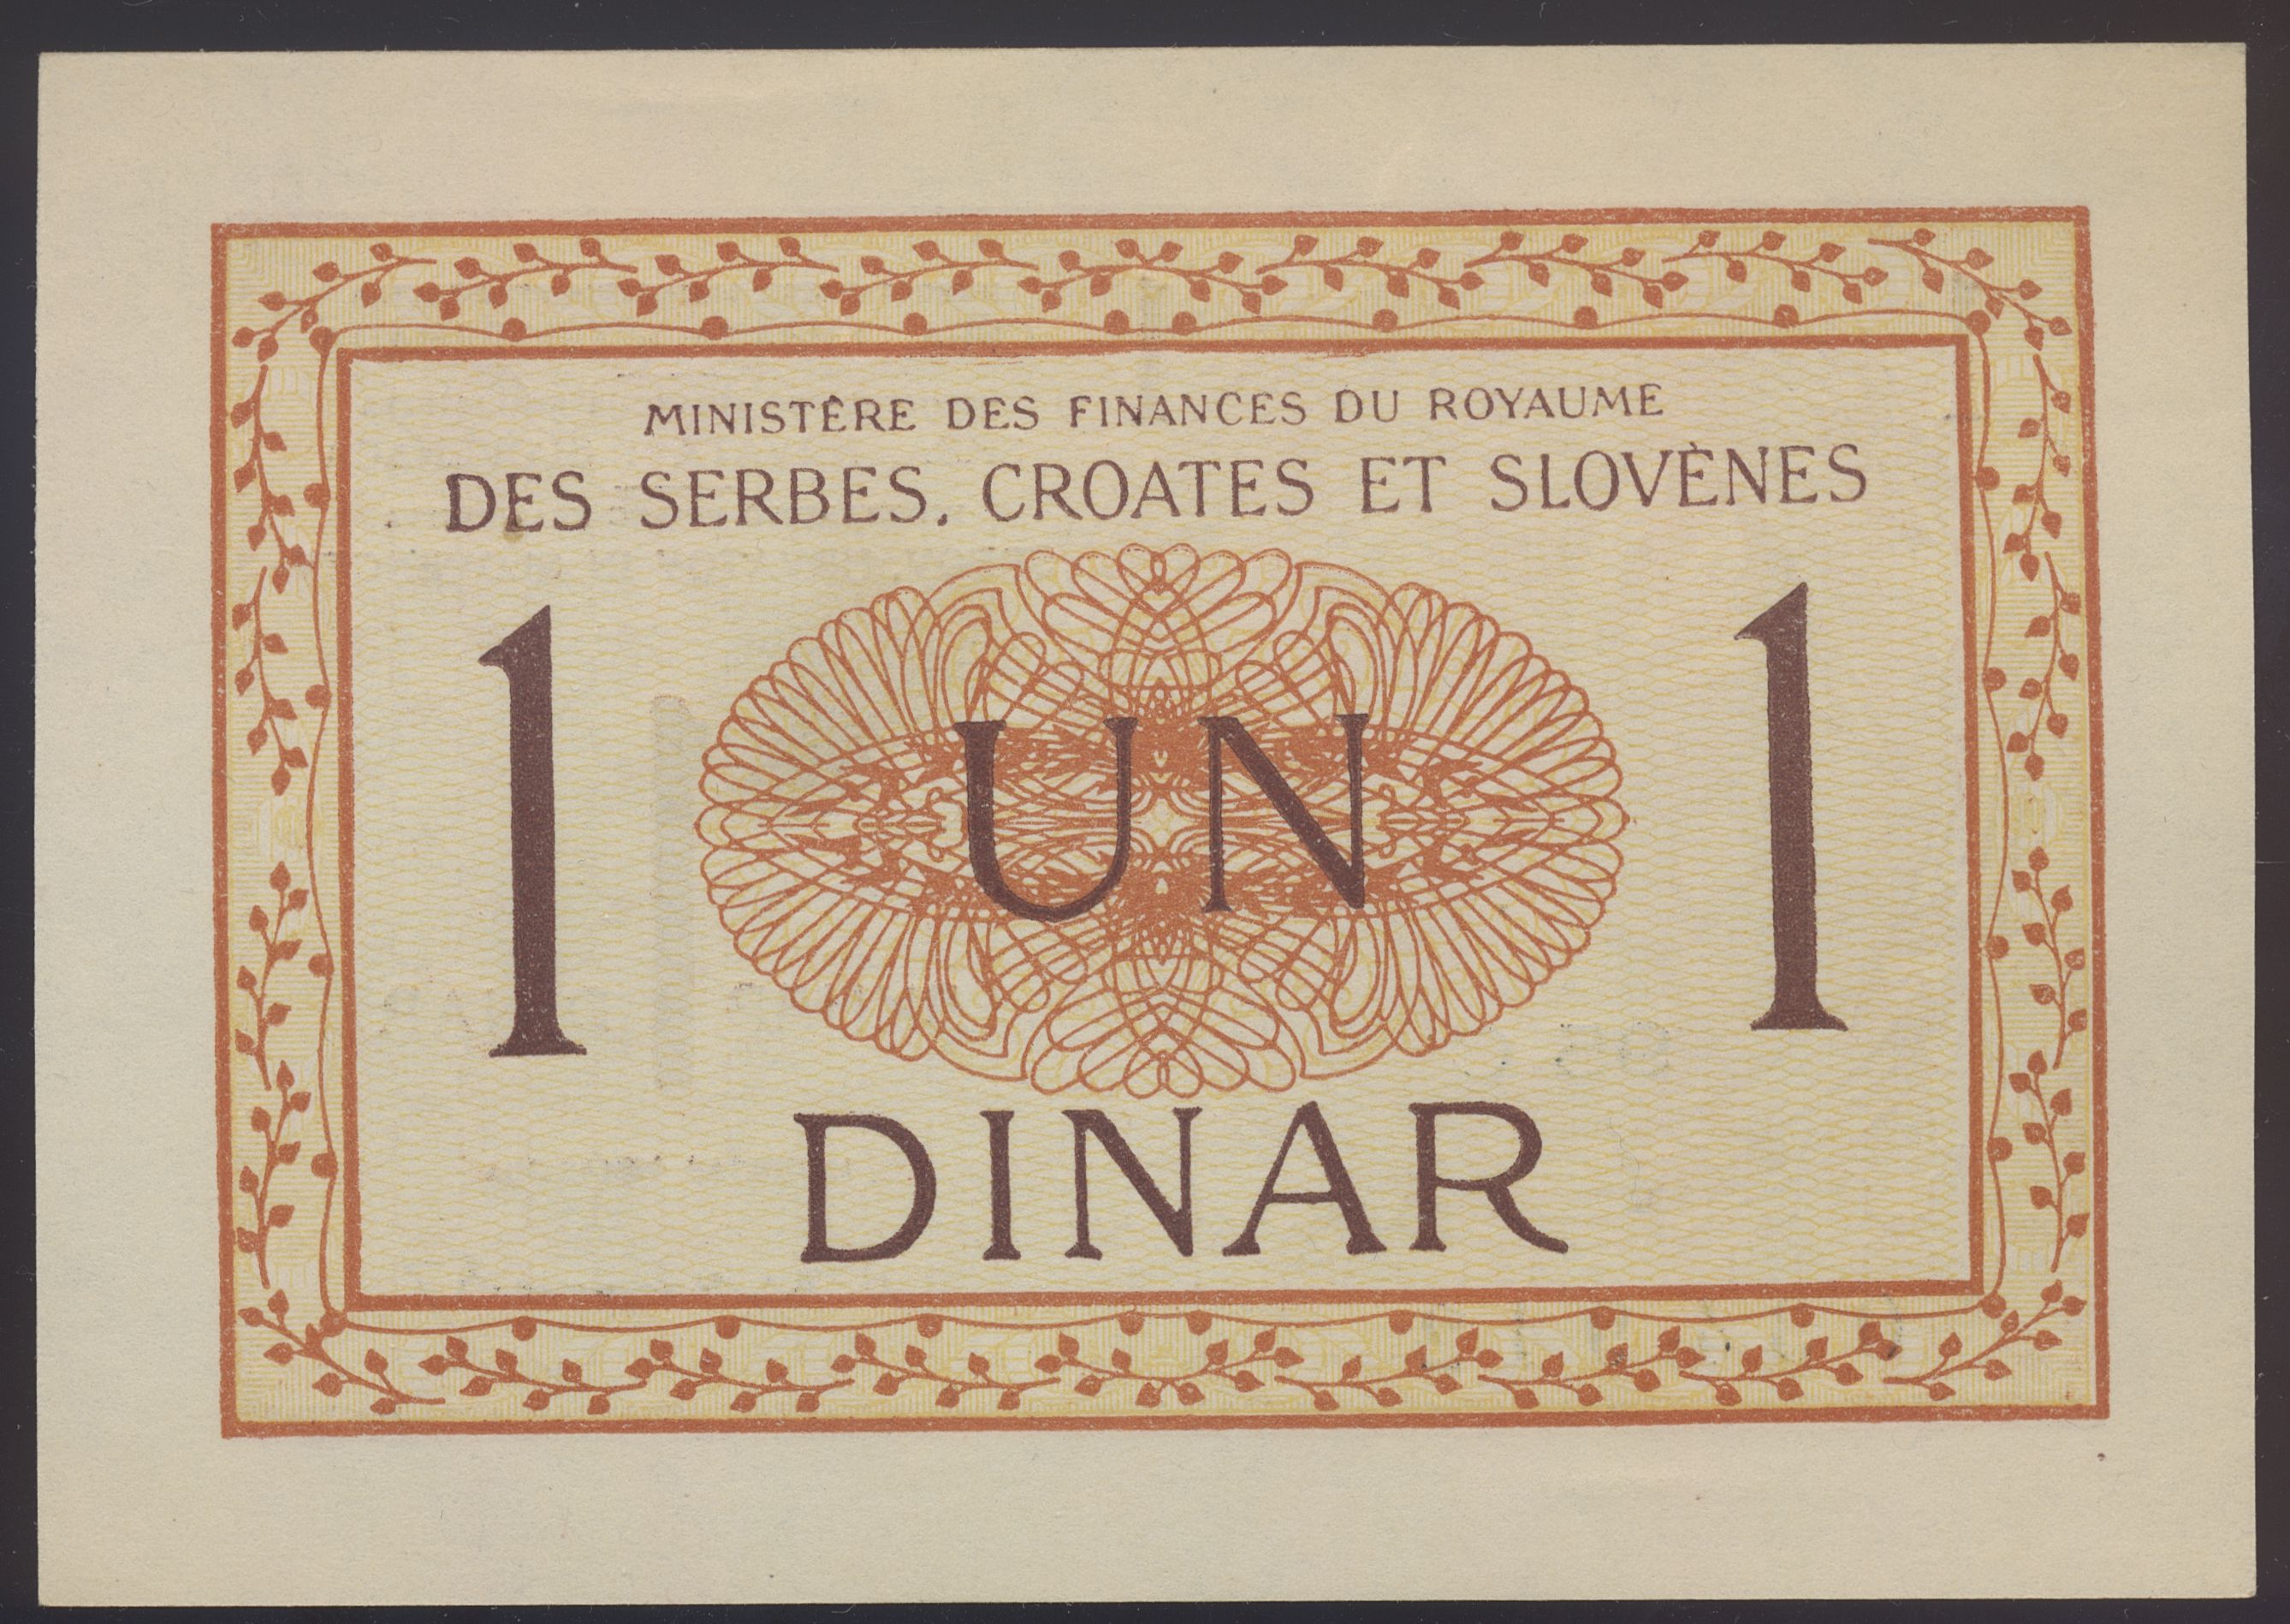 MINISTÈRE DES FINANCES DU ROYAUME
DES SERBES, CROATES ET SLOVÈNES
1 UN 1
DINAR